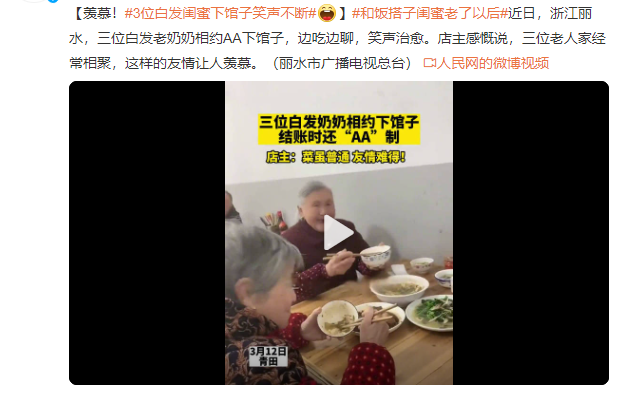 【羡慕！#3位白发闺蜜下馆子笑声不断#😂】#和饭搭子闺蜜老了以后#近日，浙江丽
水，三位白发老奶奶相约AA下馆子，边吃边聊，笑声治愈。店主感慨说，三位老人家经
常相聚，这样的友情让人羡慕。（丽水市广播电视总台） 人民网的微博视频
三位白发奶奶相约下馆子
结账时还“AA”制
店主：菜虽普通 友情难得！
3月12日
青田